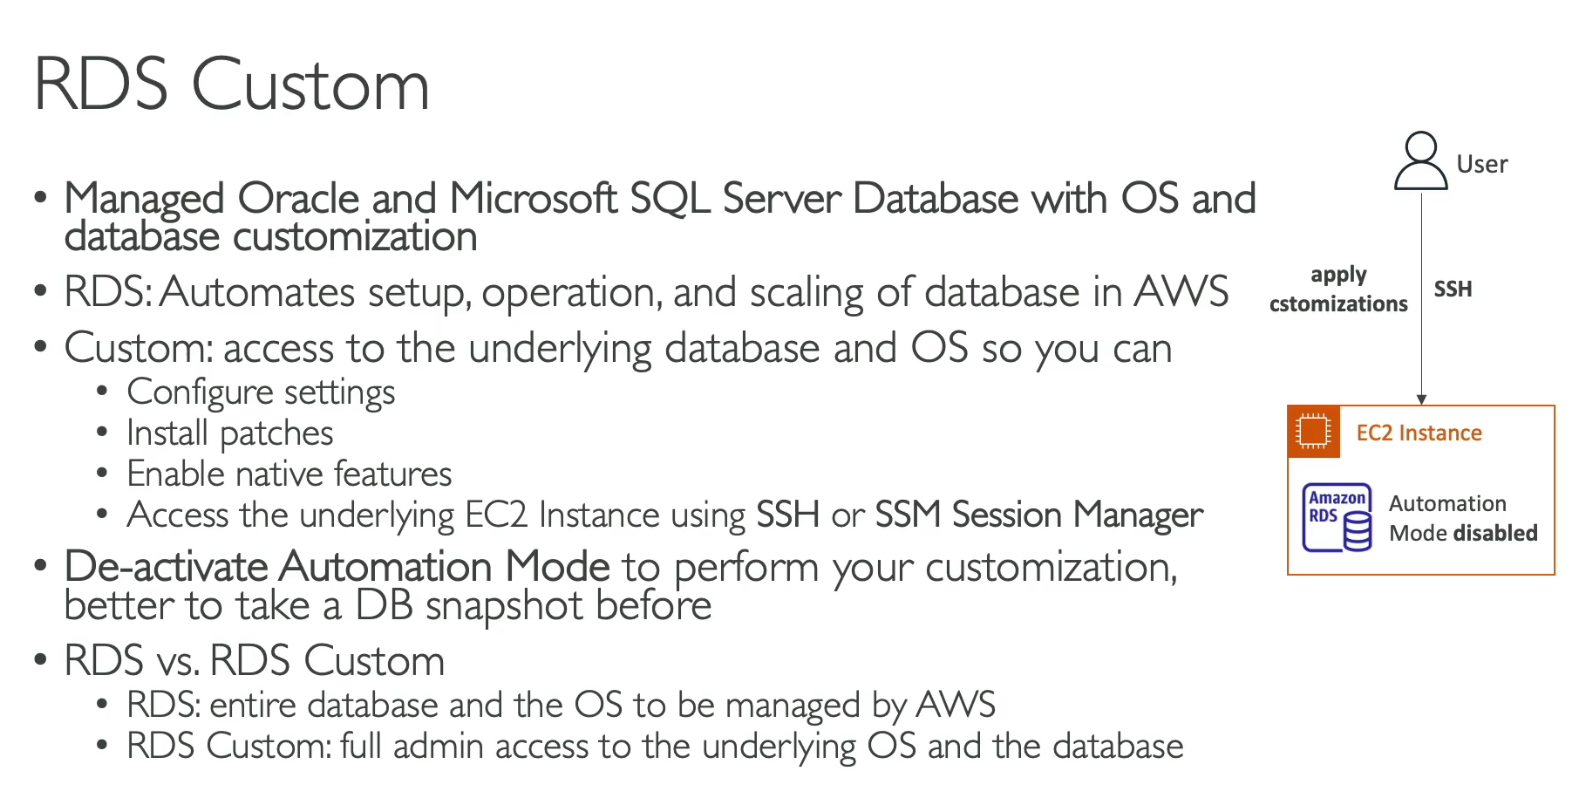 RDS Custom
• Managed Oracle and Microsoft SQL Server Database with OS and
database customization
• RDS: Automates setup, operation, and scaling of database in AWS
• Custom: access to the underlying database and OS so you can
• Configure settings
• Install patches
• Enable native features
• Access the underlying EC2 Instance using SSH or SSM Session Manager
• De-activate Automation Mode to perform your customization,
better to take a DB snapshot before
• RDS vs. RDS Custom
• RDS: entire database and the OS to be managed by AWS
• RDS Custom: full admin access to the underlying OS and the database
User
apply
cstomizations
SSH
EC2 Instance
Amazon
RDS
Automation
Mode disabled